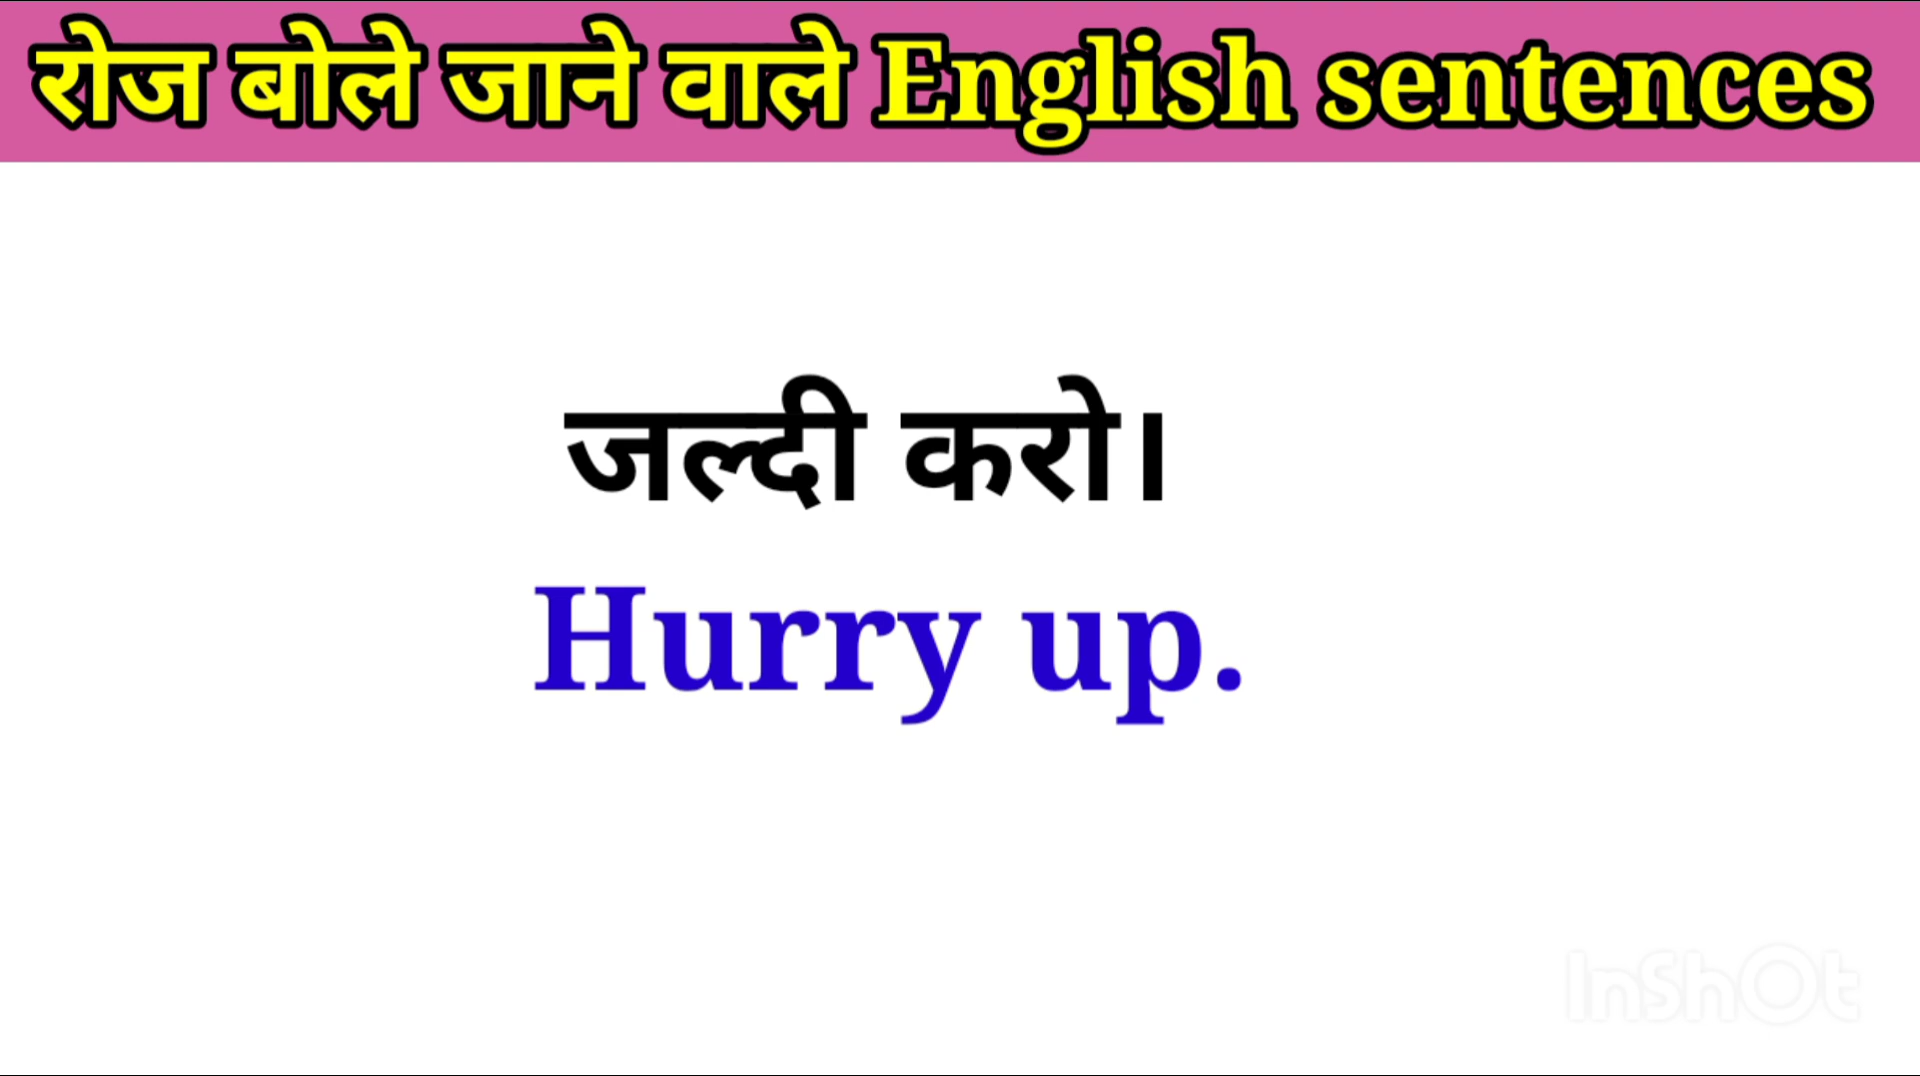 रोज बोले जाने वाले English sentences
जल्दी करो।
Hurry up.
InShOt